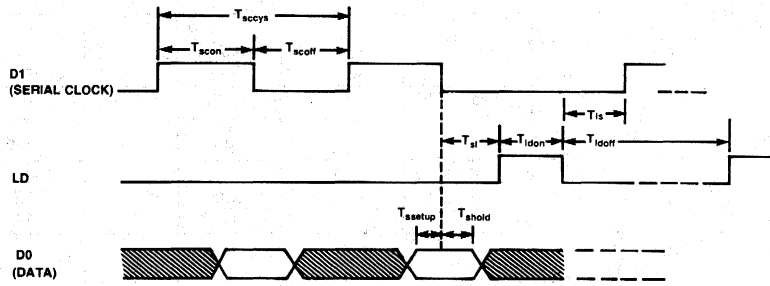 Tsccys
Tscon
Tscoff
D1
(SERIAL CLOCK)
Tls
Tsl
Tldon
Tldoff
LD
Tssetup
Tshold
D0
(DATA)